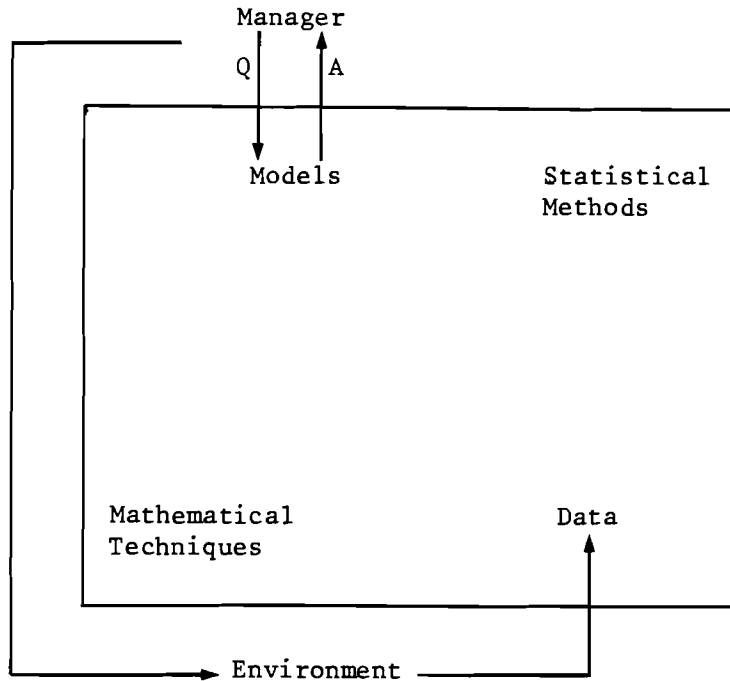 Manager
Q A
Models
Statistical
Methods
Mathematical
Techniques
Data
Environment